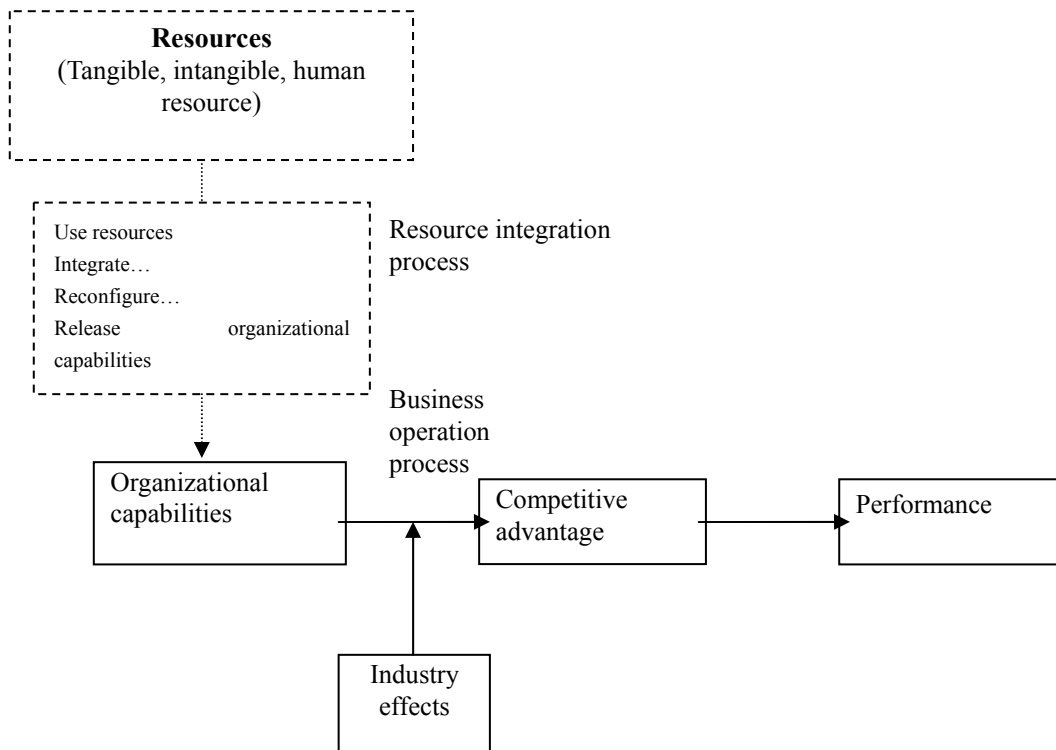 Resources
(Tangible, intangible, human
resource)
Use resources
Integrate…
Reconfigure…
Release organizational
capabilities
Resource integration
process
Business
operation
process
Organizational
capabilities
Competitive
advantage
Performance
Industry
effects